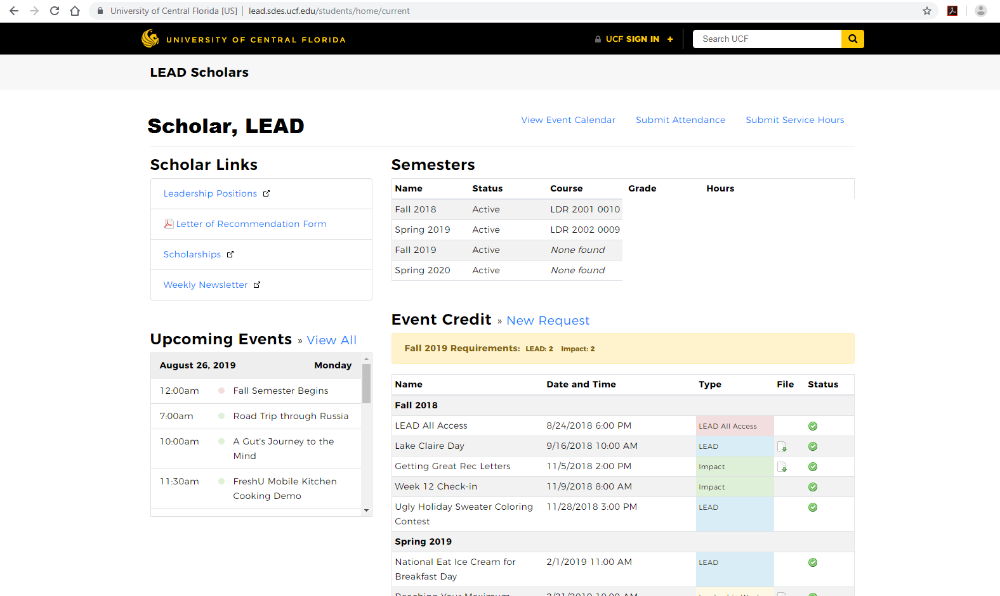 University of Central Florida [US] | lead.sdes.ucf.edu/students/home/current
UNIVERSITY OF CENTRAL FLORIDA
UCF SIGN IN +
Search UCF
LEAD Scholars
Scholar, LEAD
View Event Calendar
Submit Attendance
Submit Service Hours
Scholar Links
Leadership Positions
Letter of Recommendation Form
Scholarships
Weekly Newsletter
Upcoming Events » View All
August 26, 2019 Monday
12:00am Fall Semester Begins
7:00am Road Trip through Russia
10:00am A Gut's Journey to the
Mind
11:30am FreshU Mobile Kitchen
Cooking Demo
Semesters
Name Status Course Grade Hours
Fall 2018 Active LDR 2001 0010
Spring 2019 Active LDR 2002 0009
Fall 2019 Active None found
Spring 2020 Active None found
Event Credit » New Request
Fall 2019 Requirements: LEAD: 2 Impact: 2
Name Date and Time Type File Status
Fall 2018
LEAD All Access 8/24/2018 6:00 PM LEAD All Access
Lake Claire Day 9/16/2018 10:00 AM LEAD
Getting Great Rec Letters 11/5/2018 2:00 PM Impact
Week 12 Check-in 11/9/2018 8:00 AM Impact
Ugly Holiday Sweater Coloring 11/28/2018 3:00 PM LEAD
Contest
Spring 2019
National Eat Ice Cream for 2/1/2019 11:00 AM LEAD
Breakfast Day
Reaching Your Maximum 2/21/2019 10:00 AM